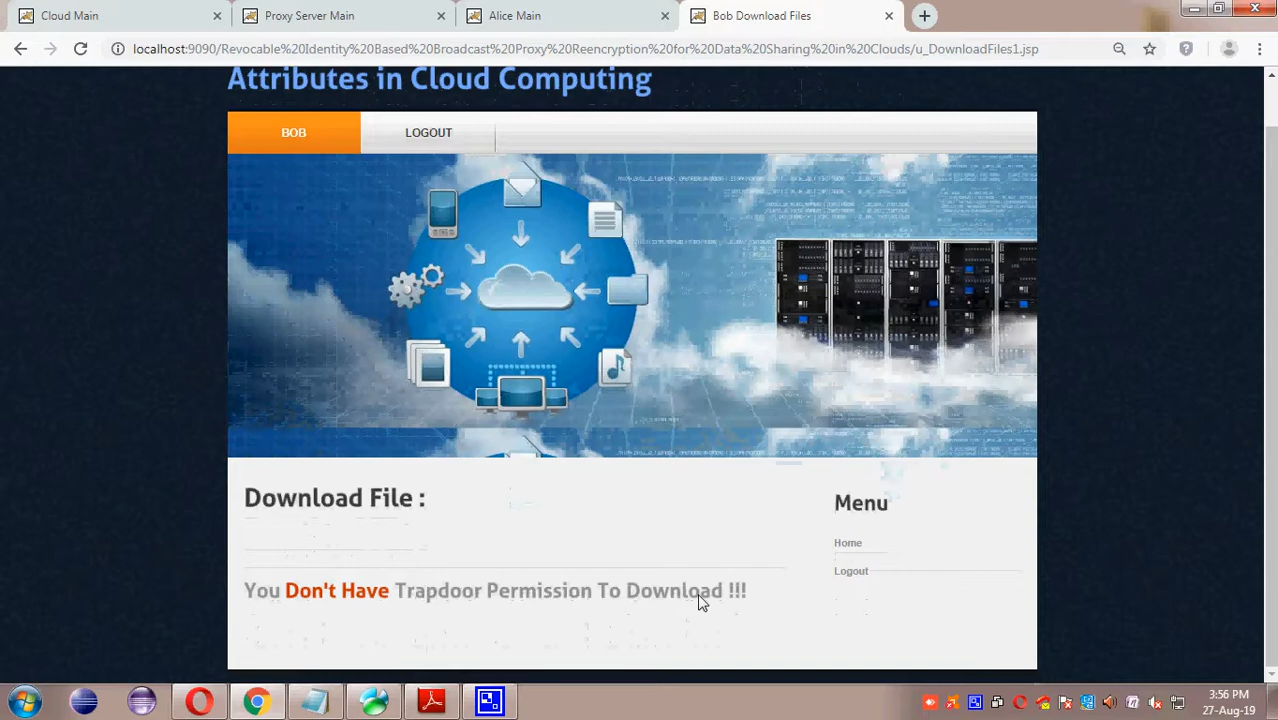 Cloud Main
Proxy Server Main
Alice Main
Bob Download Files
localhost:9090/Revocable%20Identity%20Based%20Broadcast%20Proxy%20Reencryption%20for%20Data%20Sharing%20in%20Clouds/u_DownloadFiles1.jsp
Attributes in Cloud Computing
BOB
LOGOUT
Download File :
Menu
Home
Logout
You Don't Have Trapdoor Permission To Download !!!
3:56 PM
27-Aug-19